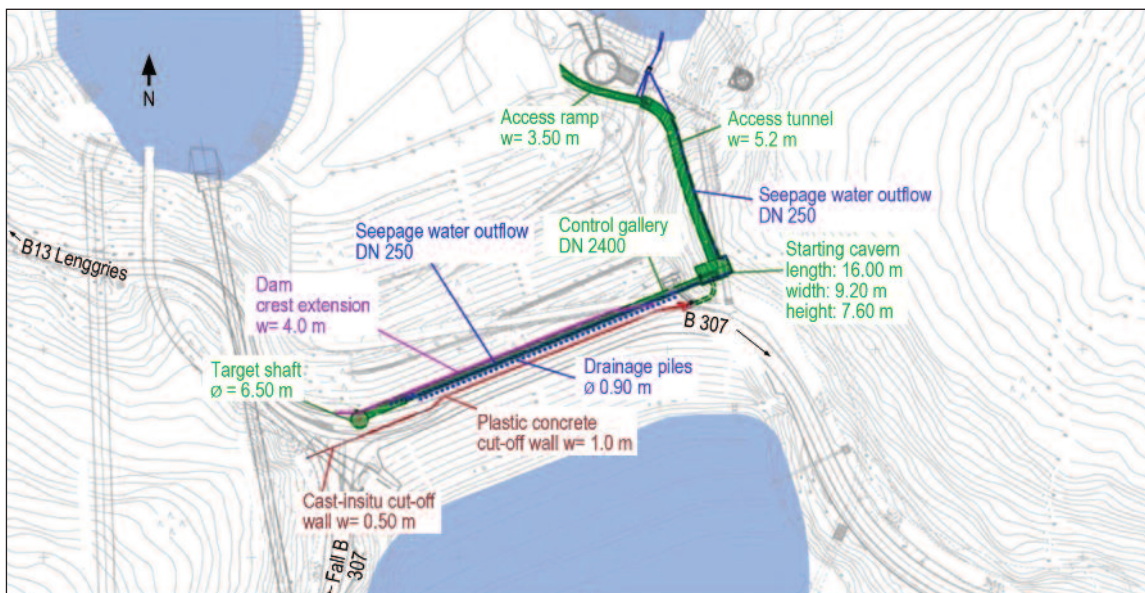 N
Access ramp
w= 3.50 m
Access tunnel
w= 5.2 m
Seepage water outflow
DN 250
Control gallery
DN 2400
Seepage water outflow
DN 250
Starting cavern
length: 16.00 m
width: 9.20 m
height: 7.60 m
B13 Lenggries
Dam
crest extension
w= 4.0 m
B 307
Target shaft
ø = 6.50 m
Drainage piles
ø 0.90 m
Plastic concrete
cut-off wall w= 1.0 m
Cast-insitu cut-off
wall w= 0.50 m
Fall B
307